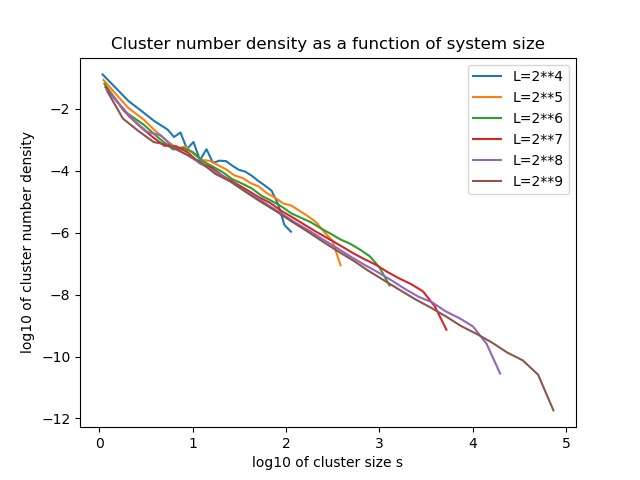 Cluster number density as a function of system size
L=2**4
L=2**5
L=2**6
L=2**7
L=2**8
L=2**9
−2
−4
−6
−8
−10
−12
log10 of cluster number density
0 1 2 3 4 5
log10 of cluster size s